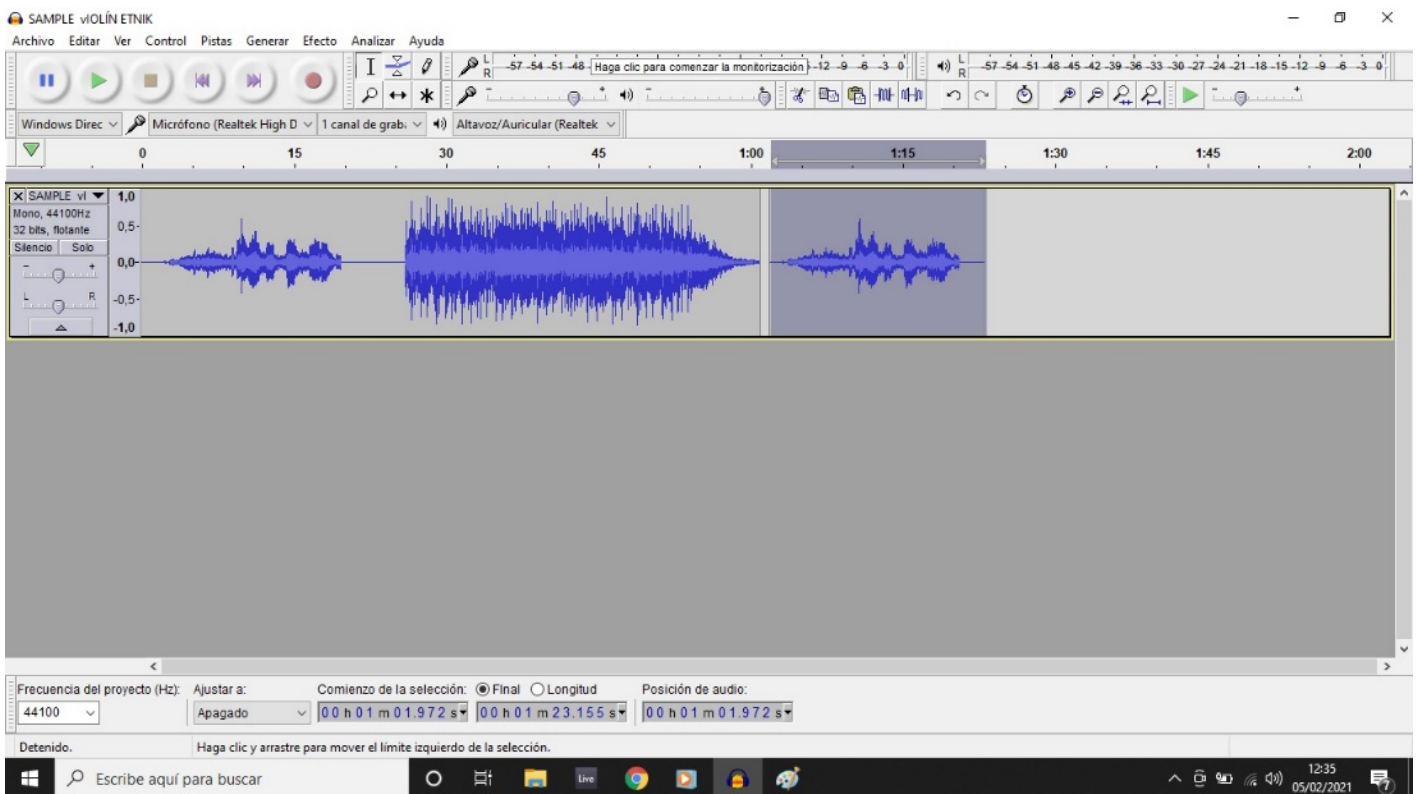 SAMPLE vIOLÍN ETNIK
Archivo Editar Ver Control Pistas Generar Efecto Analizar Ayuda
L -57 -54 -51 -48 Haga clic para comenzar la monitorización -12 -9 -6 -3 0 L -57 -54 -51 -48 -45 -42 -39 -36 -33 -30 -27 -24 -21 -18 -15 -12 -9 -6 -3 0
R R
Windows Direc Micrófono (Realtek High D 1 canal de grab. Altavoz/Auricular (Realtek
0 15 30 45 1:00 1:15 1:30 1:45 2:00
X SAMPLE vI 1,0
Mono, 44100Hz
32 bits, flotante 0,5-
Silencio Solo
- + 0,0-
L R -0,5-
-1,0
Frecuencia del proyecto (Hz): Ajustar a: Comienzo de la selección: FInal Longitud Posición de audio:
44100 Apagado 00 h 01 m 01.972 s 00 h 01 m 23.155 s 00 h 01 m 01.972 s
Detenido. Haga clic y arrastre para mover el límite izquierdo de la selección.
Escribe aquí para buscar Live 12:35
05/02/2021